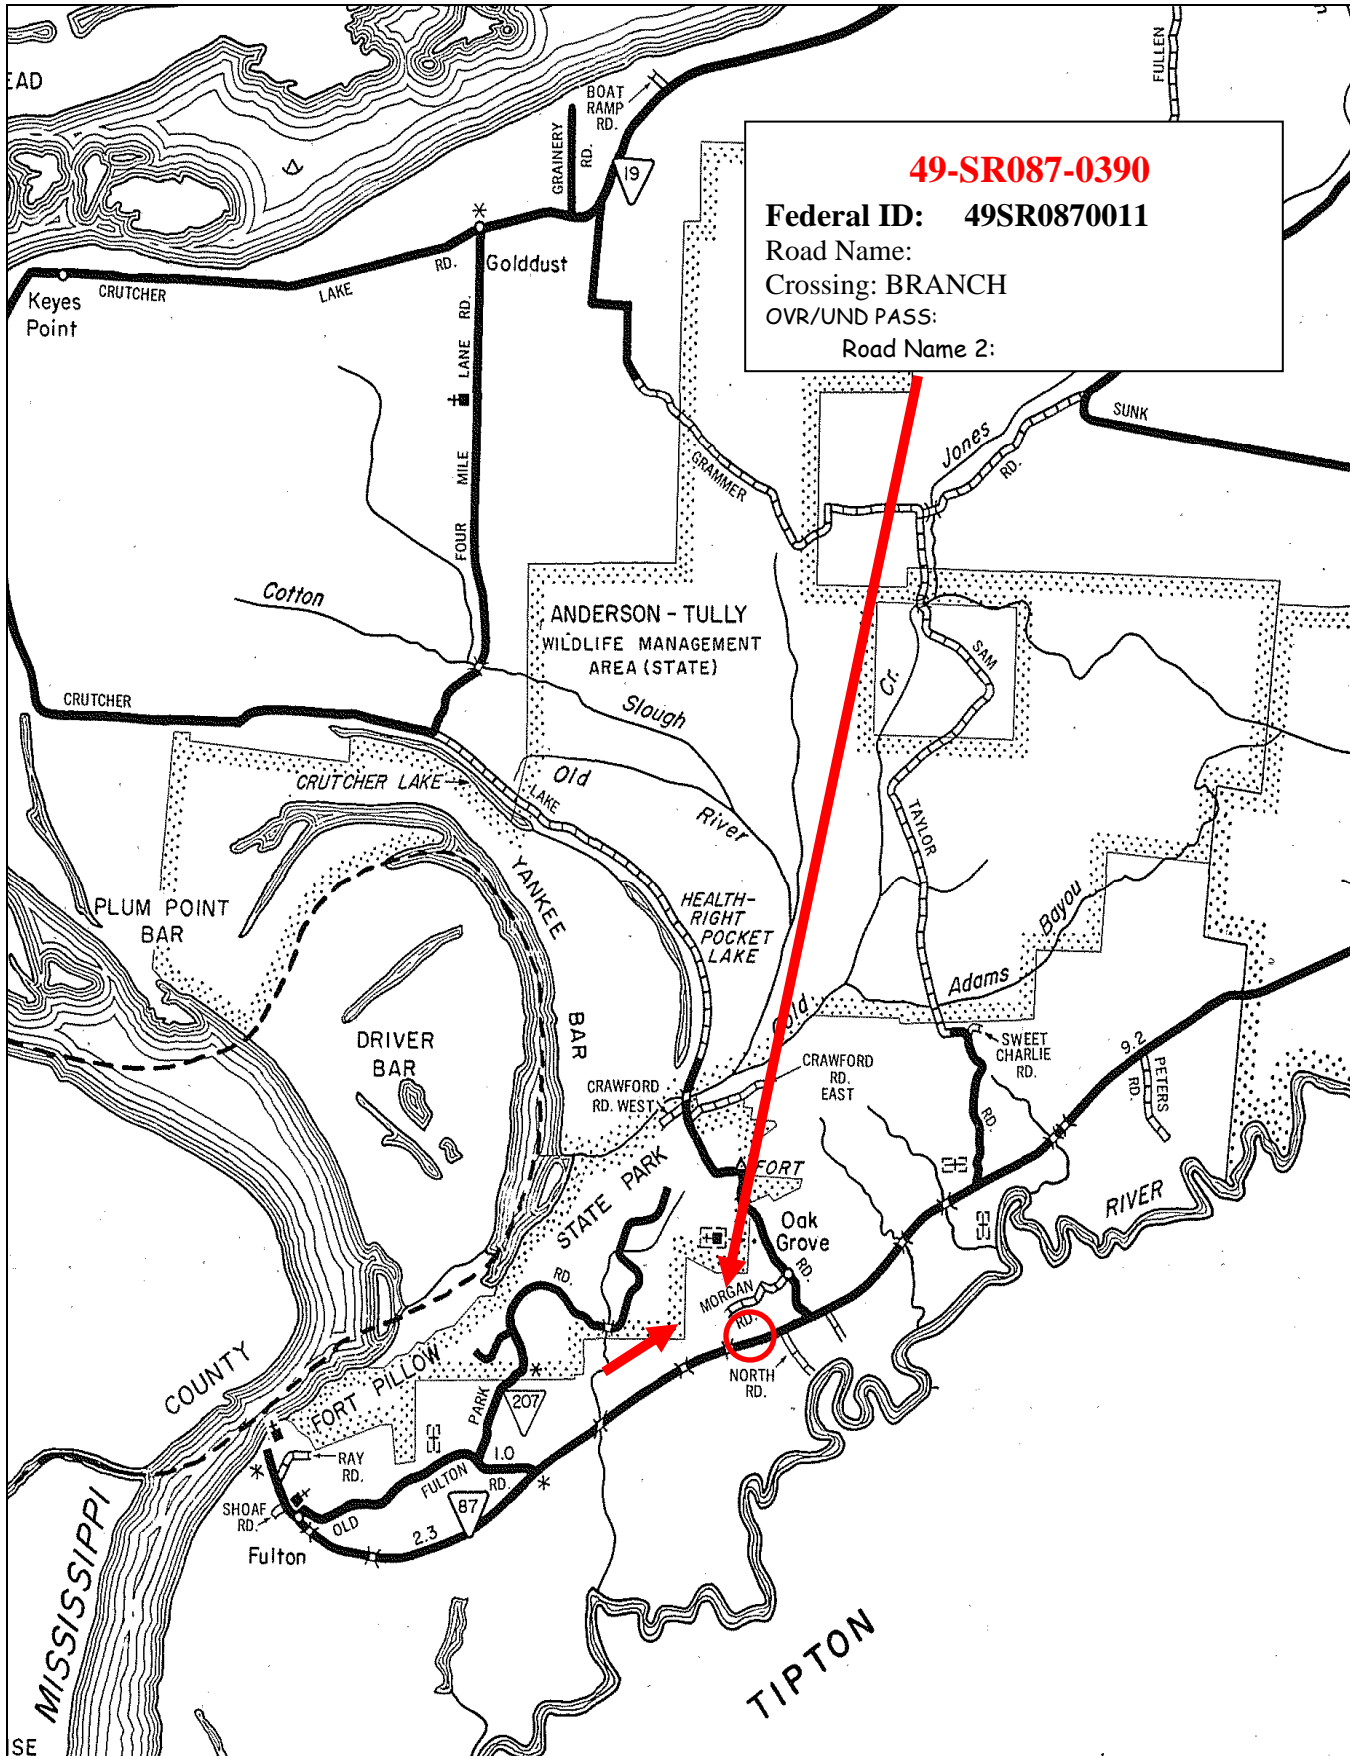 EAD
BOAT
RAMP
RD.
FULLEN
GRAINERY
RD.
19
49-SR087-0390
Federal ID: 49SR0870011
Road Name:
Crossing: BRANCH
OVR/UND PASS:
Road Name 2:
Golddust
Keyes
Point
CRUTCHER
LAKE
RD.
FOUR
MILE
LANE
RD.
SUNK
Jones
RD.
GRAMMER
Cotton
ANDERSON - TULLY
WILDLIFE MANAGEMENT
AREA (STATE)
SAM
Cr.
CRUTCHER
Slough
CRUTCHER LAKE
Old
LAKE
River
TAYLOR
YANKEE
HEALTH-
RIGHT
POCKET
LAKE
PLUM POINT
BAR
Bayou
Adams
Cold
DRIVER
BAR
BAR
SWEET
CHARLIE
RD.
9.2
PETERS
RD.
CRAWFORD
RD. WEST
CRAWFORD
RD.
EAST
RD.
FORT
STATE PARK
RIVER
Oak
Grove
RD.
RD.
MORGAN
RD.
NORTH
RD.
COUNTY
FORT PILLOW
PARK
207
RAY
RD.
1.0
FULTON
RD.
SHOAF
RD.
OLD
87
2.3
Fulton
MISSISSIPPI
TIPTON
SE